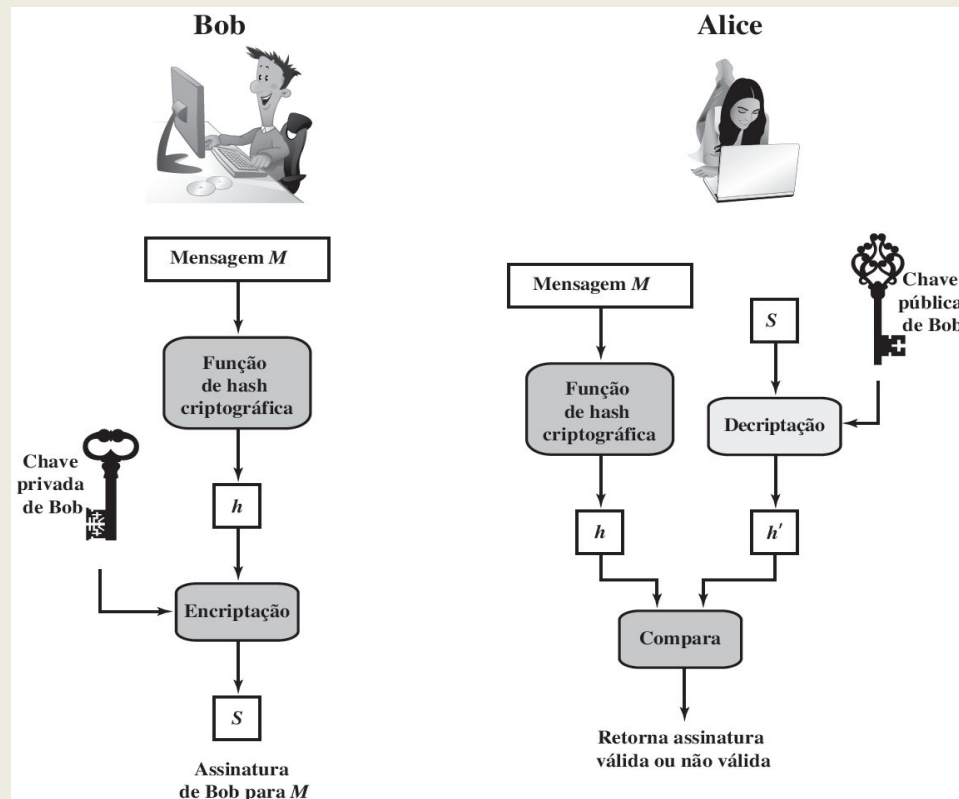 Bob
Mensagem M
Função
de hash
criptográfica
Chave
privada
de Bob
h
Encriptação
S
Assinatura
de Bob para M
Alice
Mensagem M
Função
de hash
criptográfica
h
S
Chave
pública
de Bob
Decriptação
h'
Compara
Retorna assinatura
válida ou não válida